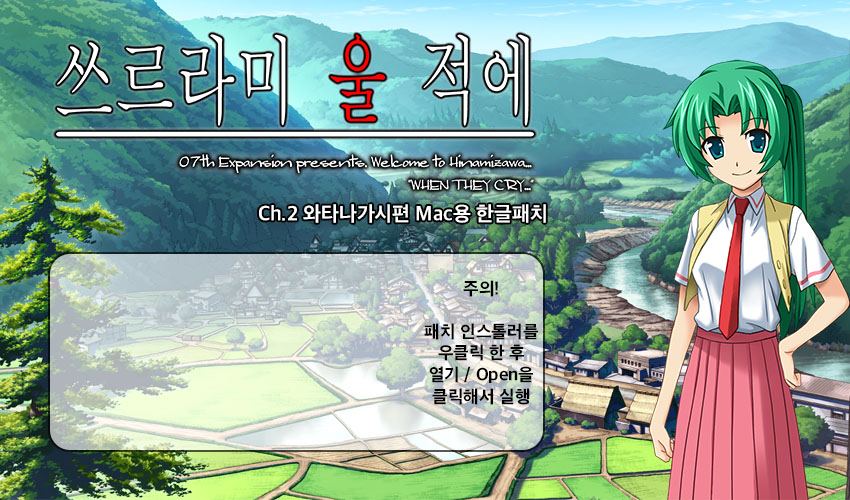 쓰르라미 울 적에
07th Expansion presents. Welcome to Hinamizawa...
"WHEN THEY CRY..."
Ch.2 와타나가시편 Mac용 한글패치
주의!
패치 인스톨러를
우클릭 한 후
열기 / Open을
클릭해서 실행